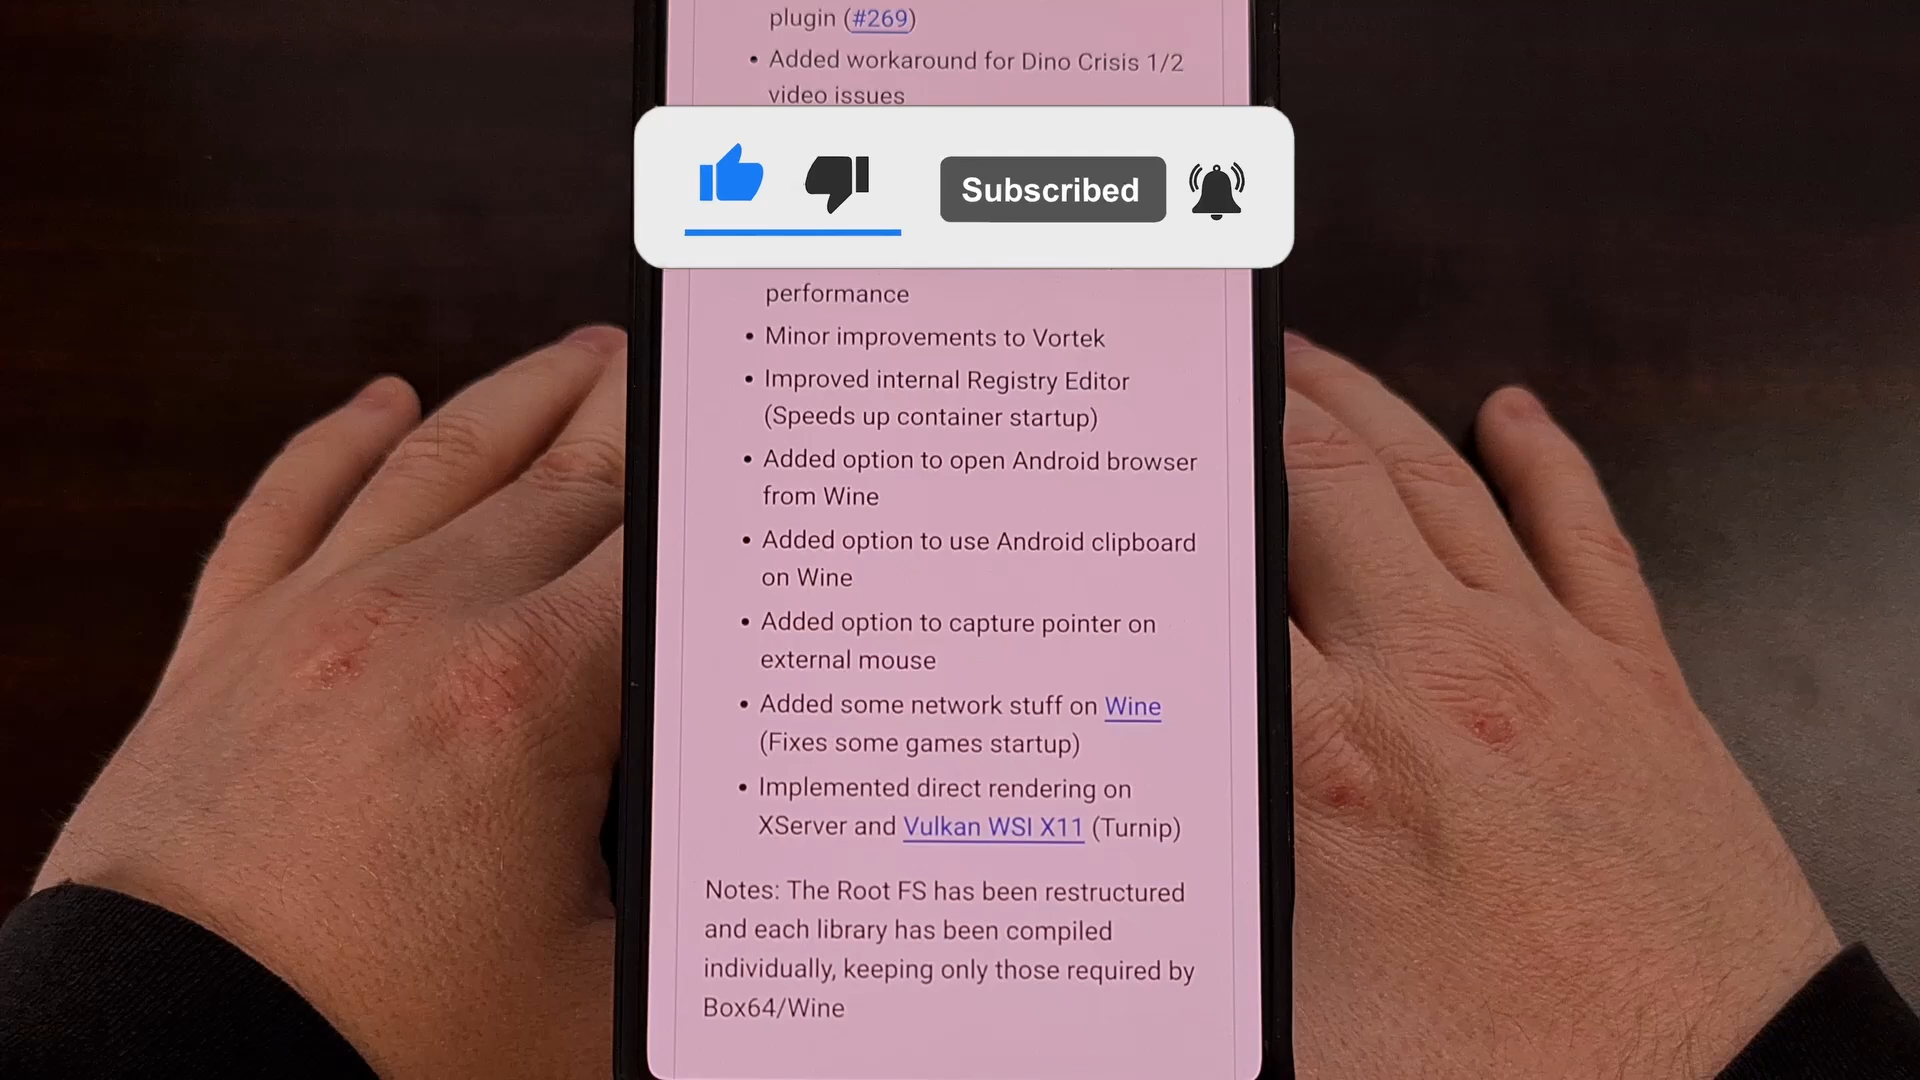 plugin (#269)
• Added workaround for Dino Crisis 1/2
video issues
Subscribed
performance
• Minor improvements to Vortek
• Improved internal Registry Editor
(Speeds up container startup)
• Added option to open Android browser
from Wine
• Added option to use Android clipboard
on Wine
• Added option to capture pointer on
external mouse
• Added some network stuff on Wine
(Fixes some games startup)
• Implemented direct rendering on
XServer and Vulkan WSI X11 (Turnip)
Notes: The Root FS has been restructured
and each library has been compiled
individually, keeping only those required by
Box64/Wine